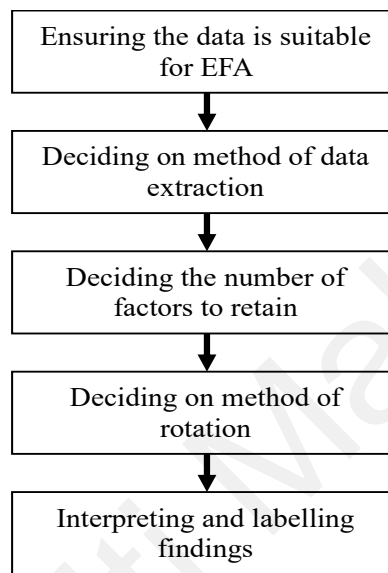 Ensuring the data is suitable
for EFA
Deciding on method of data
extraction
Deciding the number of
factors to retain
Deciding on method of
rotation
Interpreting and labelling
findings